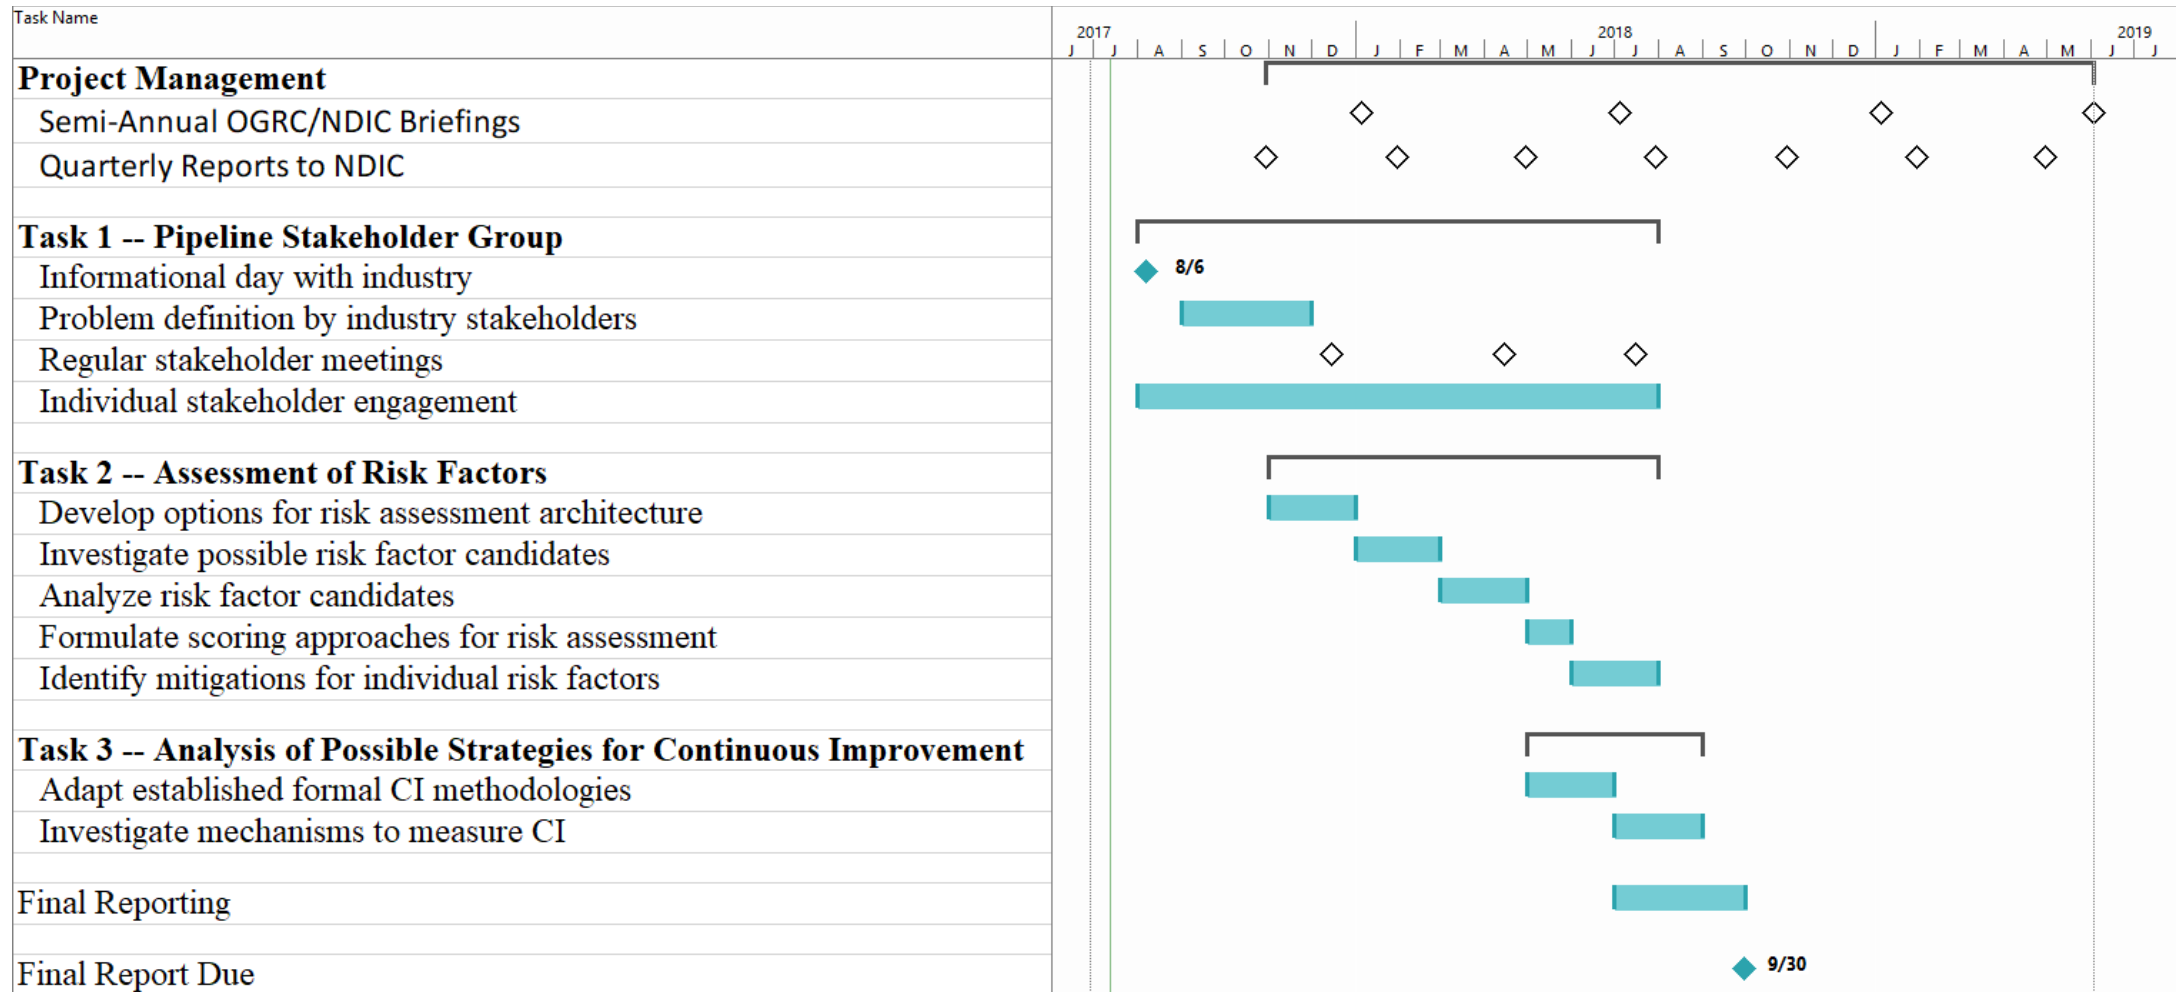 Task Name
2017 2018 2019
J J A S O N D J F M A M J J A S O N D J F M A M J J
Project Management
Semi-Annual OGRC/NDIC Briefings
Quarterly Reports to NDIC
Task 1 -- Pipeline Stakeholder Group
Informational day with industry 8/6
Problem definition by industry stakeholders
Regular stakeholder meetings
Individual stakeholder engagement
Task 2 -- Assessment of Risk Factors
Develop options for risk assessment architecture
Investigate possible risk factor candidates
Analyze risk factor candidates
Formulate scoring approaches for risk assessment
Identify mitigations for individual risk factors
Task 3 -- Analysis of Possible Strategies for Continuous Improvement
Adapt established formal CI methodologies
Investigate mechanisms to measure CI
Final Reporting
Final Report Due 9/30